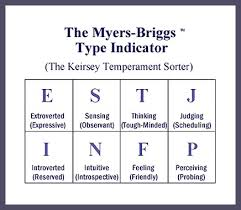 The Myers-Briggs ™
Type Indicator
(The Keirsey Temperament Sorter)
E S T J
Extroverted Sensing Thinking Judging
(Expressive) (Observant) (Tough-Minded) (Scheduling)
I N F P
Introverted Intuitive Feeling Perceiving
(Reserved) (Introspective) (Friendly) (Probing)